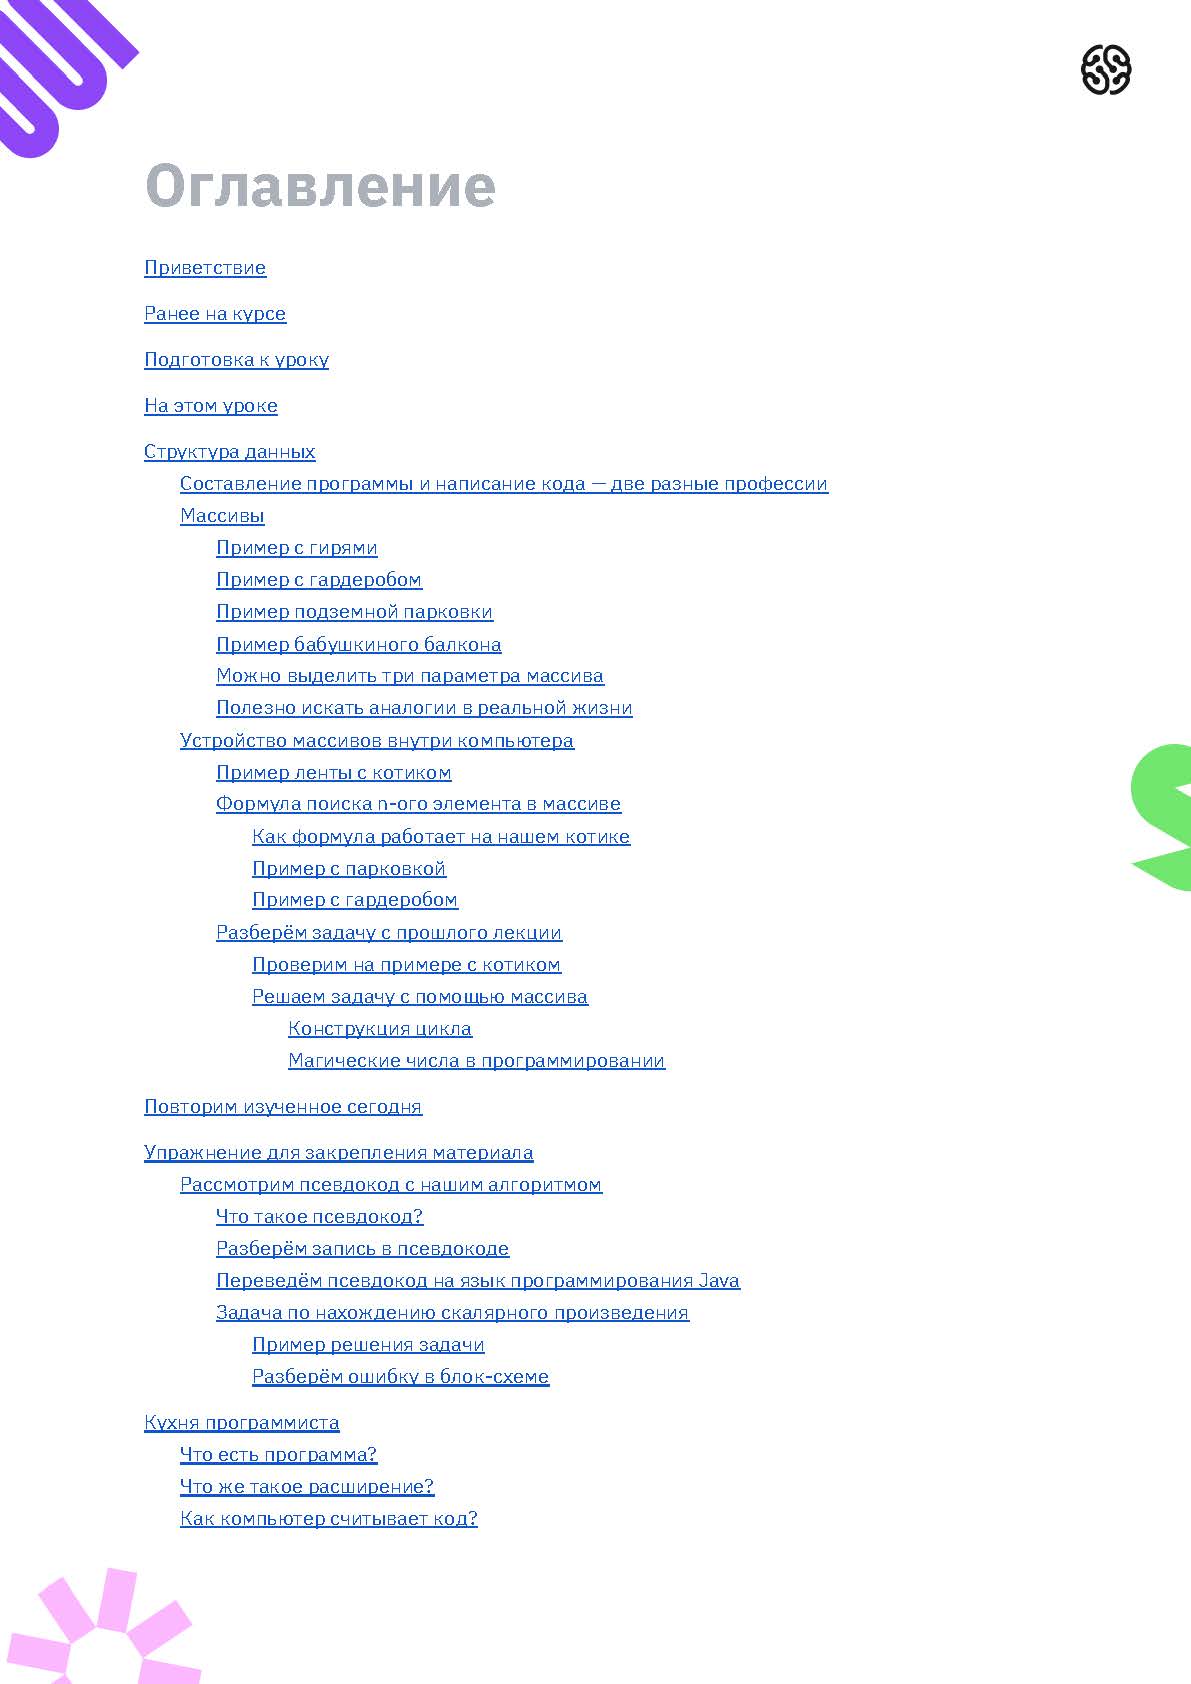 Оглавление
Приветствие
Ранее на курсе
Подготовка к уроку
На этом уроке
Структура данных
Составление программы и написание кода — две разные профессии
Массивы
Пример с гирями
Пример с гардеробом
Пример подземной парковки
Пример бабушкиного балкона
Можно выделить три параметра массива
Полезно искать аналогии в реальной жизни
Устройство массивов внутри компьютера
Пример ленты с котиком
Формула поиска n-ого элемента в массиве
Как формула работает на нашем котике
Пример с парковкой
Пример с гардеробом
Разберём задачу с прошлого лекции
Проверим на примере с котиком
Решаем задачу с помощью массива
Конструкция цикла
Магические числа в программировании
Повторим изученное сегодня
Упражнение для закрепления материала
Рассмотрим псевдокод с нашим алгоритмом
Что такое псевдокод?
Разберём запись в псевдокоде
Переведём псевдокод на язык программирования Java
Задача по нахождению скалярного произведения
Пример решения задачи
Разберём ошибку в блок-схеме
Кухня программиста
Что есть программа?
Что же такое расширение?
Как компьютер считывает код?